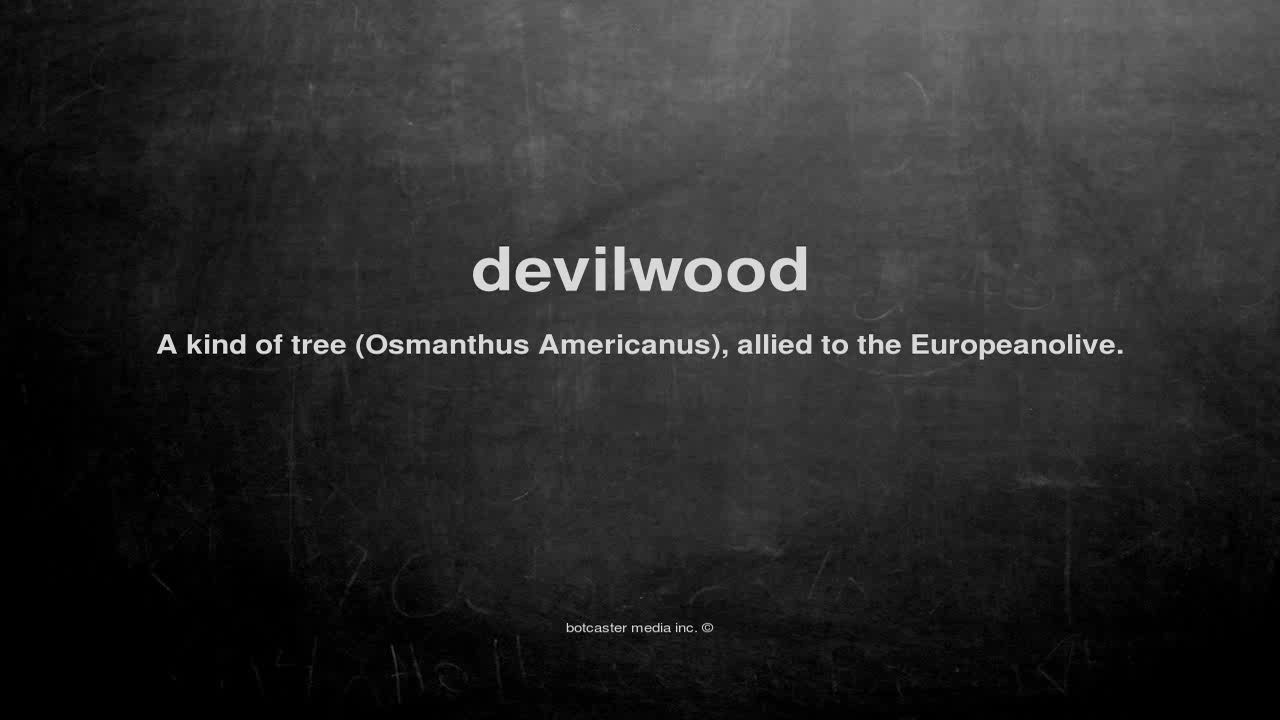 devilwood
A kind of tree (Osmanthus Americanus), allied to the Europeanolive.
botcaster media inc. ©